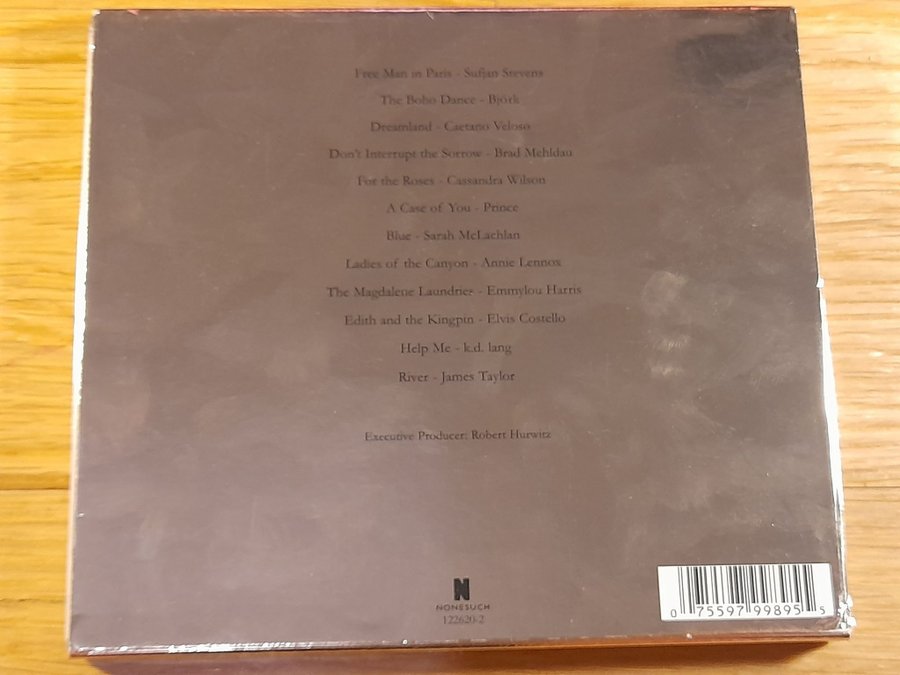 Free Man in Paris - Sufjan Stevens
The Boho Dance - Björk
Dreamland - Caetano Veloso
Don't Interrupt the Sorrow - Brad Mehldau
For the Roses - Cassandra Wilson
A Case of You - Prince
Blue - Sarah McLachlan
Ladies of the Canyon - Annie Lennox
The Magdalene Laundries - Emmylou Harris
Edith and the Kingpin - Elvis Costello
Help Me - k.d. lang
River - James Taylor
Executive Producer: Robert Hurwitz
N
NONESUCH
122620-2
0 75597 99895 5